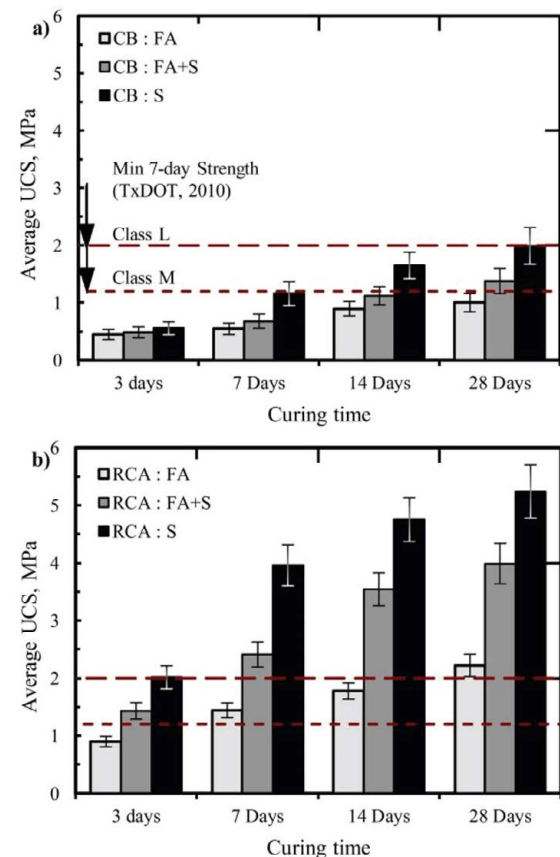 a)
6
CB : FA
CB : FA+S
CB : S
5
4
Average UCS, MPa
Min 7-day Strength
(TxDOT, 2010)
3
Class L
2
Class M
1
0
3 days 7 Days 14 Days 28 Days
Curing time
b)
6
RCA : FA
RCA : FA+S
RCA : S
5
4
Average UCS, MPa
3
2
1
0
3 days 7 Days 14 Days 28 Days
Curing time